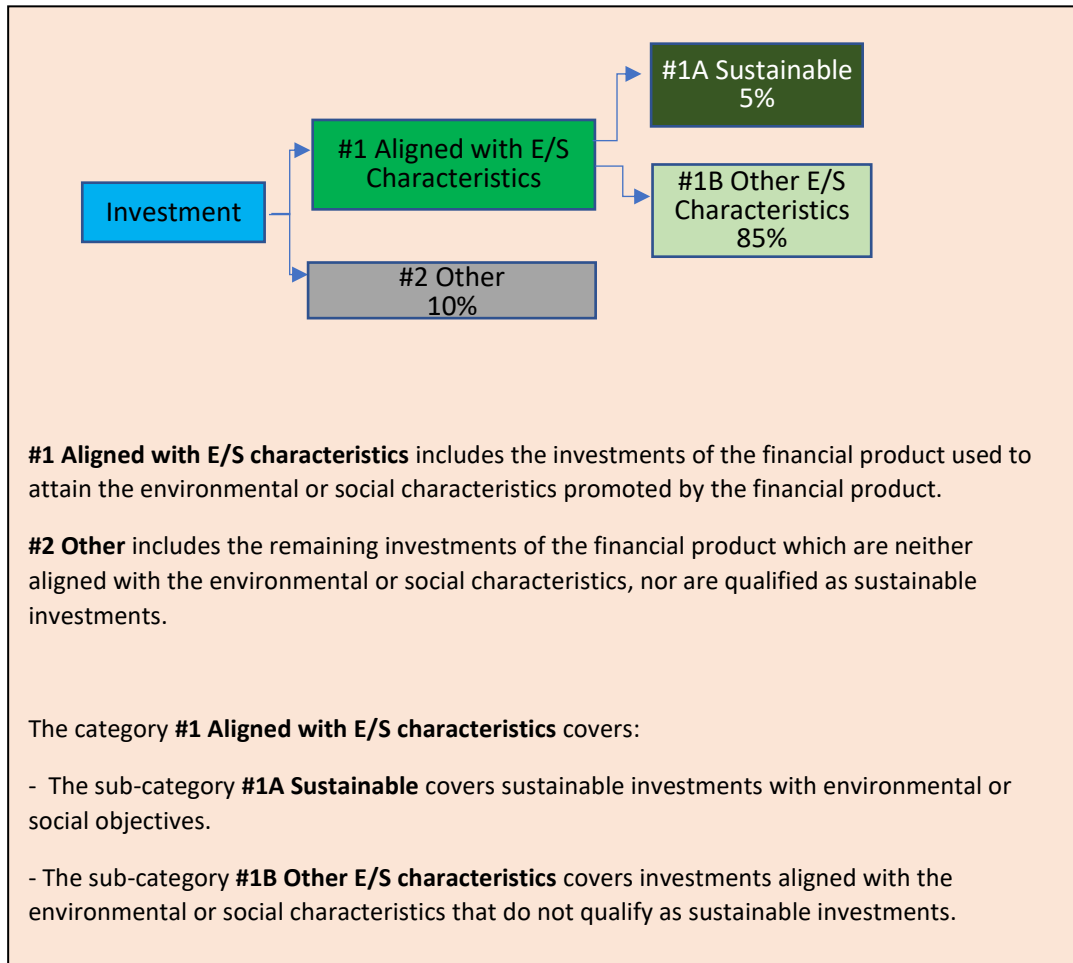 #1A Sustainable
5%
#1 Aligned with E/S
Characteristics
#1B Other E/S
Characteristics
85%
Investment
#2 Other
10%
#1 Aligned with E/S characteristics includes the investments of the financial product used to
attain the environmental or social characteristics promoted by the financial product.
#2 Other includes the remaining investments of the financial product which are neither
aligned with the environmental or social characteristics, nor are qualified as sustainable
investments.
The category #1 Aligned with E/S characteristics covers:
- The sub-category #1A Sustainable covers sustainable investments with environmental or
social objectives.
- The sub-category #1B Other E/S characteristics covers investments aligned with the
environmental or social characteristics that do not qualify as sustainable investments.